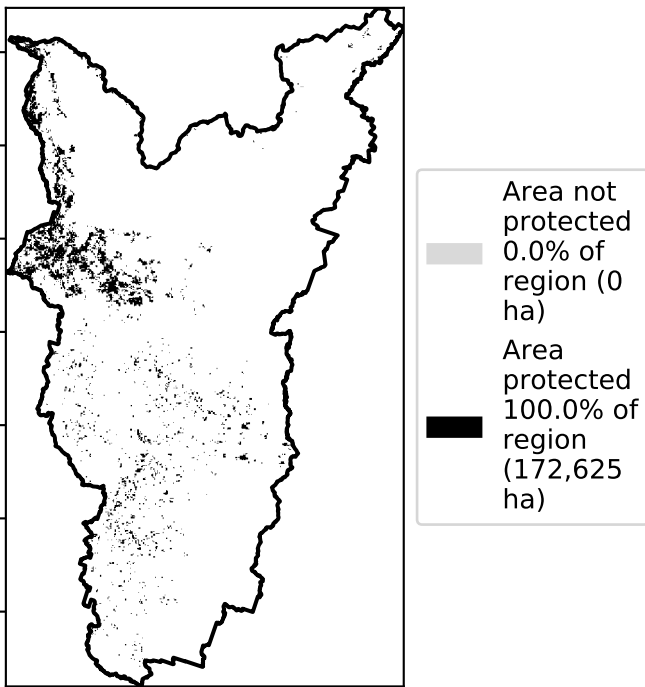 Area not
protected
0.0% of
region (0
ha)
Area
protected
100.0% of
region
(172,625
ha)